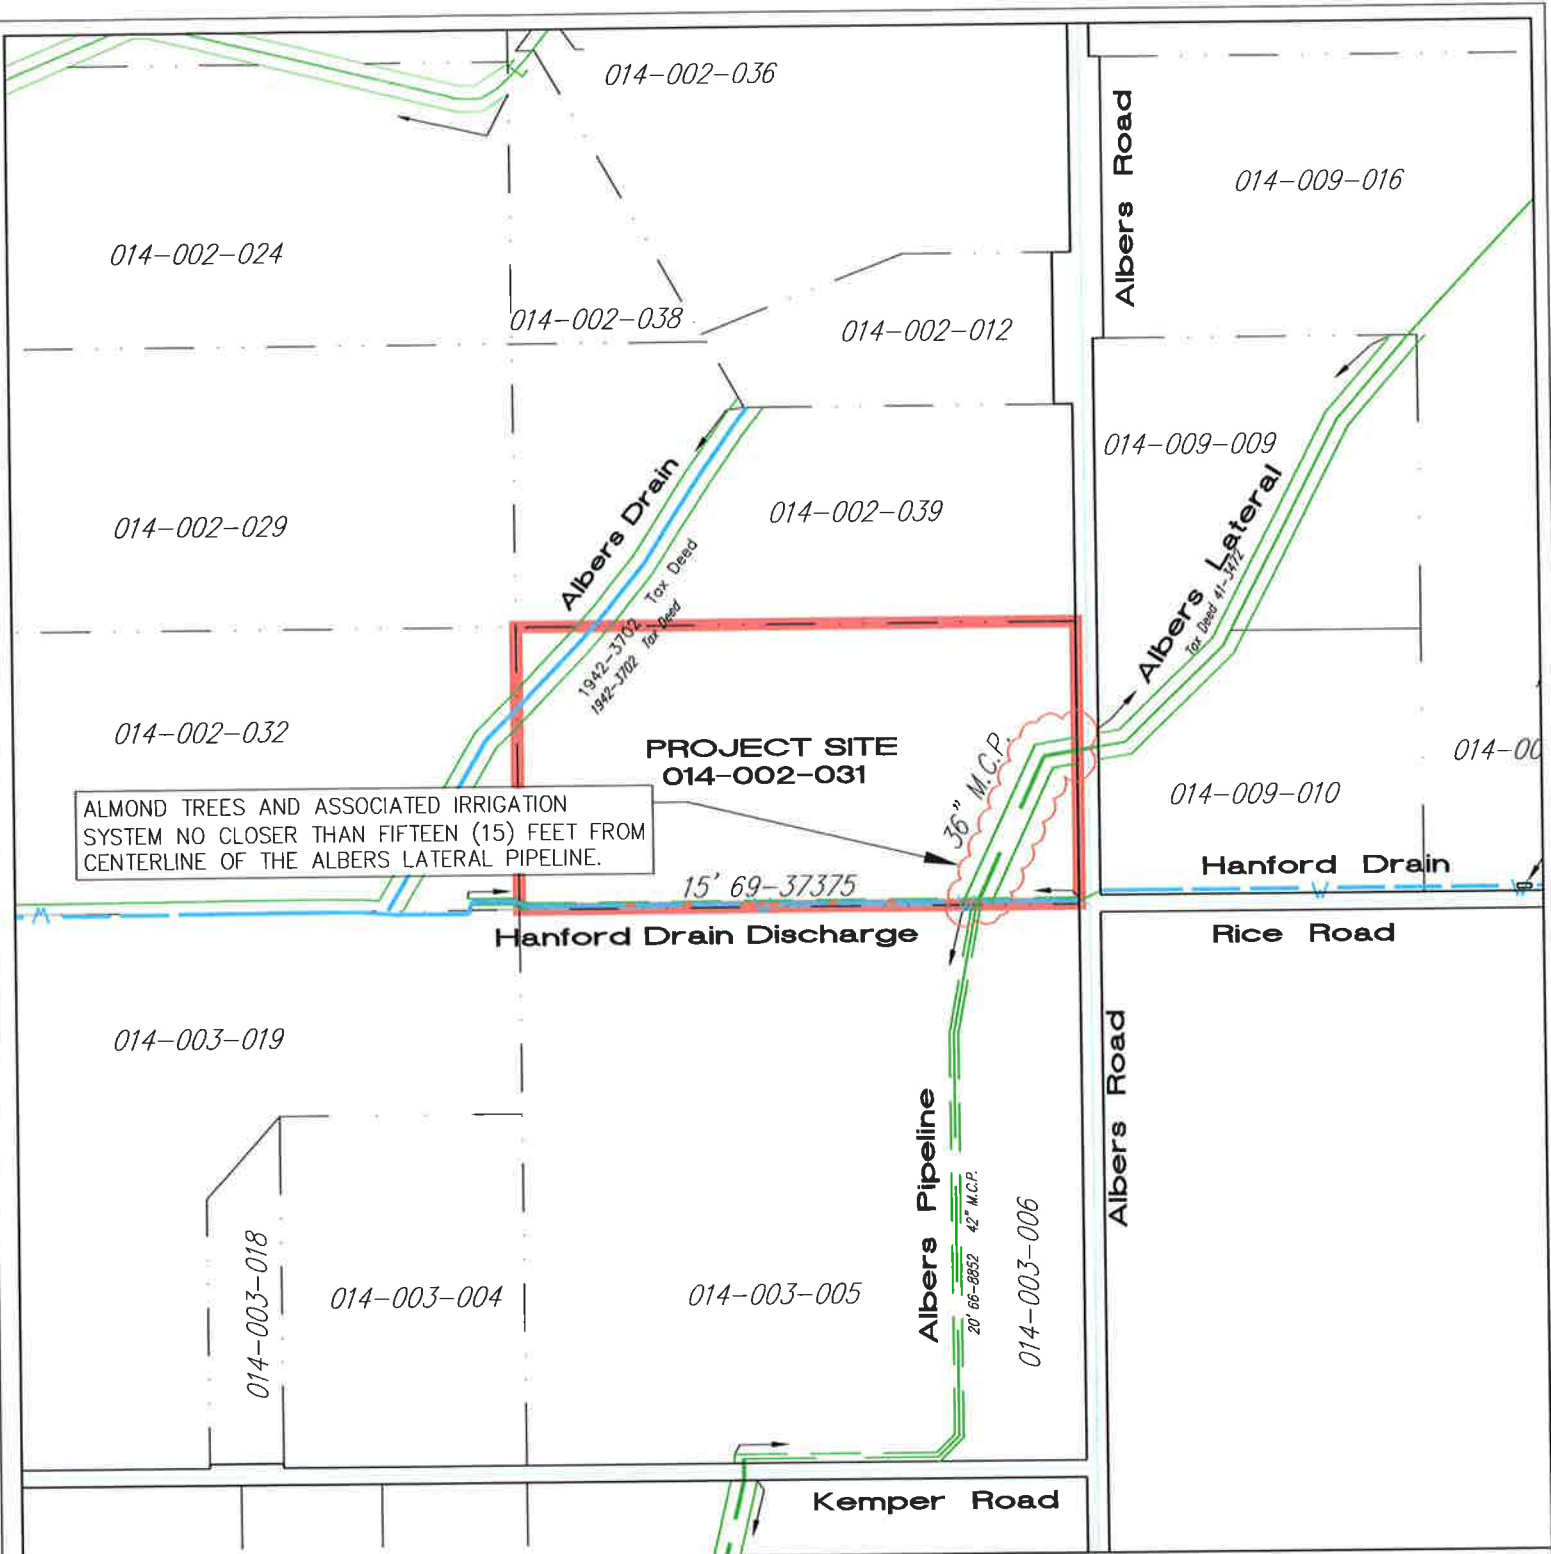 014-002-036
Albers Road
014-009-016
014-002-024
014-002-038
014-002-012
014-009-009
014-002-029
Albers Drain
014-002-039
Albers Lateral
Tax Deed 41-3472
1942-3702 Tax Deed
1942-3702 Tax Deed
014-002-032
PROJECT SITE
014-002-031
36" M.C.P.
014-00
014-009-010
ALMOND TREES AND ASSOCIATED IRRIGATION
SYSTEM NO CLOSER THAN FIFTEEN (15) FEET FROM
CENTERLINE OF THE ALBERS LATERAL PIPELINE.
15' 69-37375
Hanford Drain
W
W
W
Hanford Drain Discharge
Rice Road
014-003-019
Albers Road
Albers Pipeline
20' 66-8852 42" M.C.P.
014-003-006
014-003-018
014-003-004
014-003-005
Kemper Road